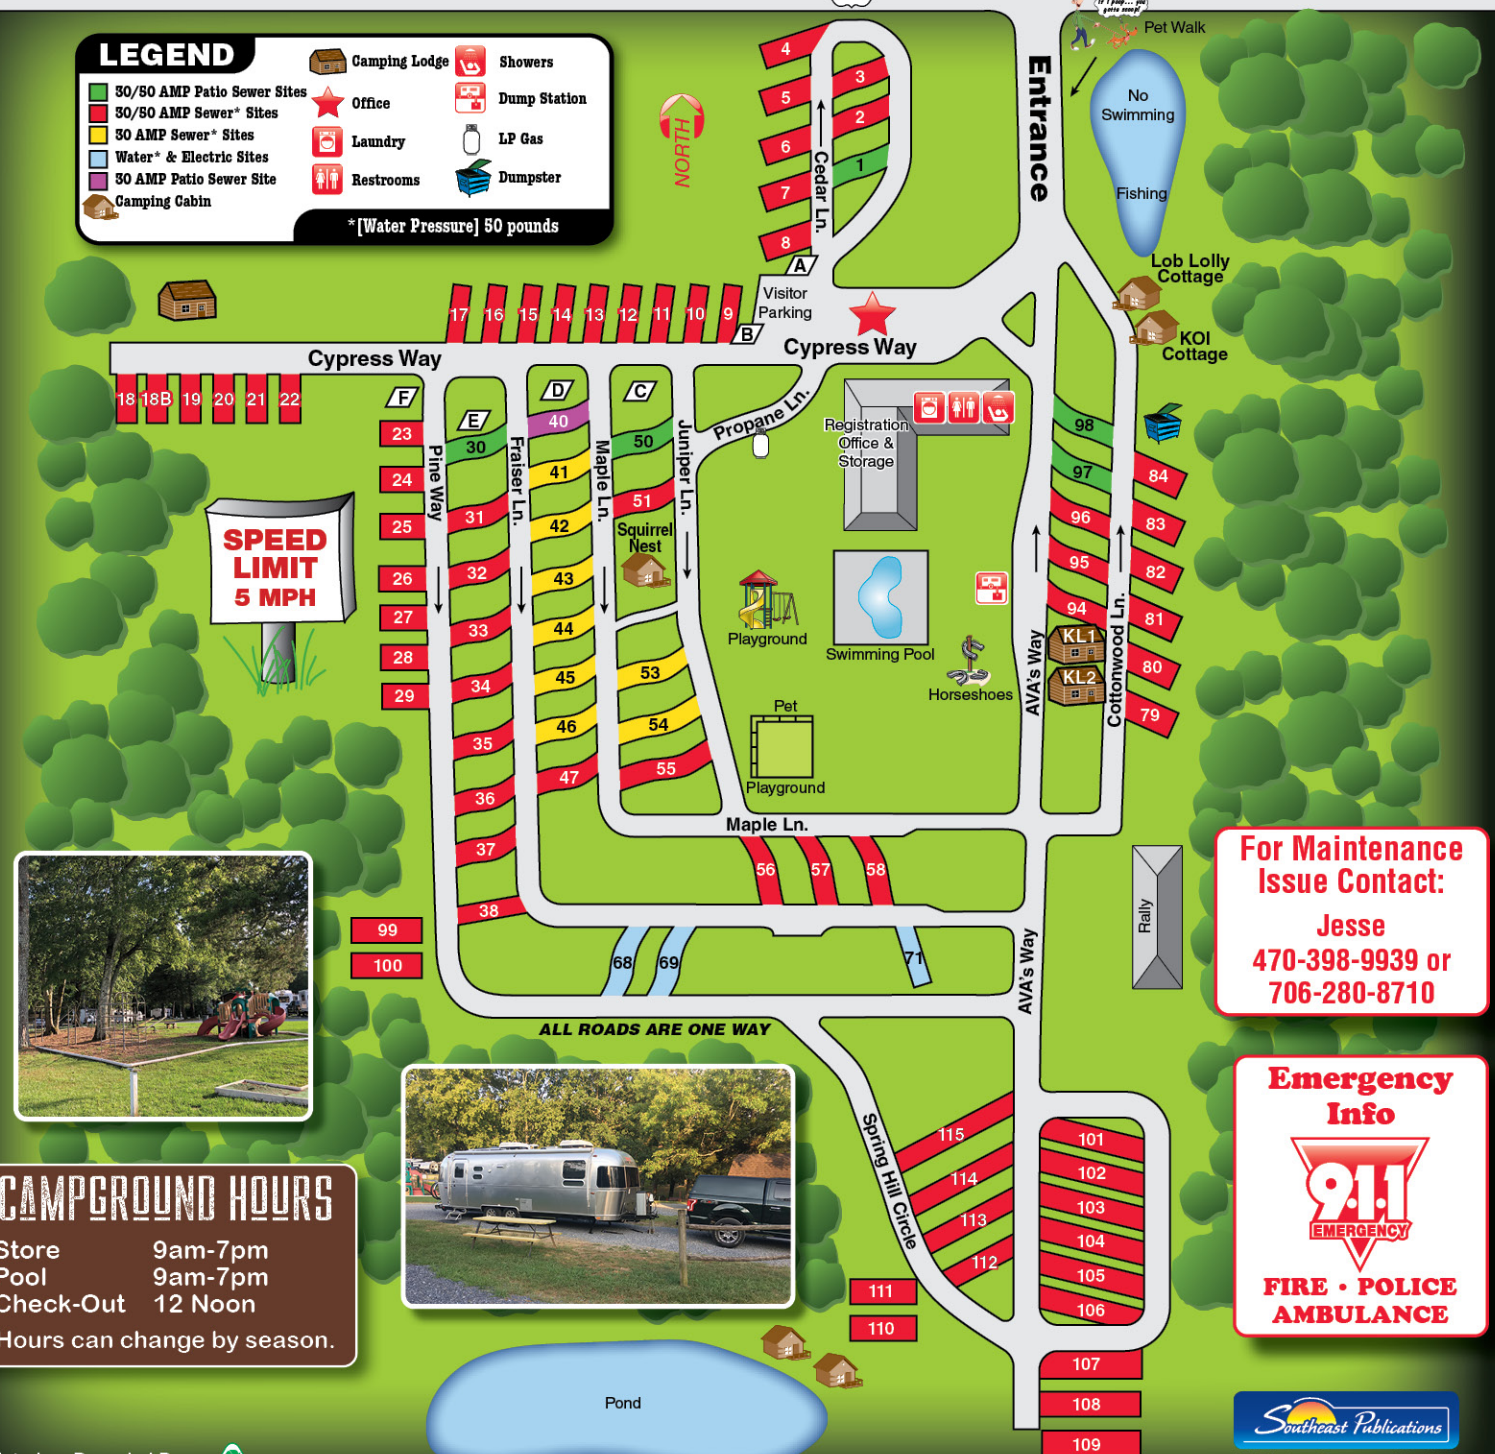 If I poop... you
gotta scoop!
Pet Walk
LEGEND
30/50 AMP Patio Sewer Sites
30/50 AMP Sewer* Sites
30 AMP Sewer* Sites
Water* & Electric Sites
30 AMP Patio Sewer Site
Camping Cabin
Camping Lodge
Office
Laundry
Restrooms
Showers
Dump Station
LP Gas
Dumpster
*[Water Pressure] 50 pounds
NORTH
4
5
6
7
8
3
2
1
Cedar Ln.
Entrance
No
Swimming
Fishing
Lob Lolly
Cottage
KOI
Cottage
A
Visitor
Parking
B
17
16
15
14
13
12
11
10
9
Cypress Way
Cypress Way
18
18B
19
20
21
22
F
E
D
C
23
24
25
26
27
28
29
Pine Way
30
31
32
33
34
35
36
37
38
Fraiser Ln.
40
41
42
43
44
45
46
47
Maple Ln.
50
51
Squirrel
Nest
53
54
55
Juniper Ln.
Propane Ln.
Registration
Office &
Storage
Playground
Swimming Pool
Horseshoes
Pet
Playground
98
97
96
95
94
KL1
KL2
AVA's Way
Cottonwood Ln.
84
83
82
81
80
79
SPEED
LIMIT
5 MPH
Maple Ln.
56
57
58
99
100
68
69
71
AVA's Way
Rally
ALL ROADS ARE ONE WAY
For Maintenance
Issue Contact:
Jesse
470-398-9939 or
706-280-8710
Spring Hill Circle
115
114
113
112
111
110
101
102
103
104
105
106
107
108
109
Emergency
Info
9-1-1
EMERGENCY
FIRE • POLICE
AMBULANCE
CAMPGROUND HOURS
Store 9am-7pm
Pool 9am-7pm
Check-Out 12 Noon
Hours can change by season.
Pond
Southeast Publications